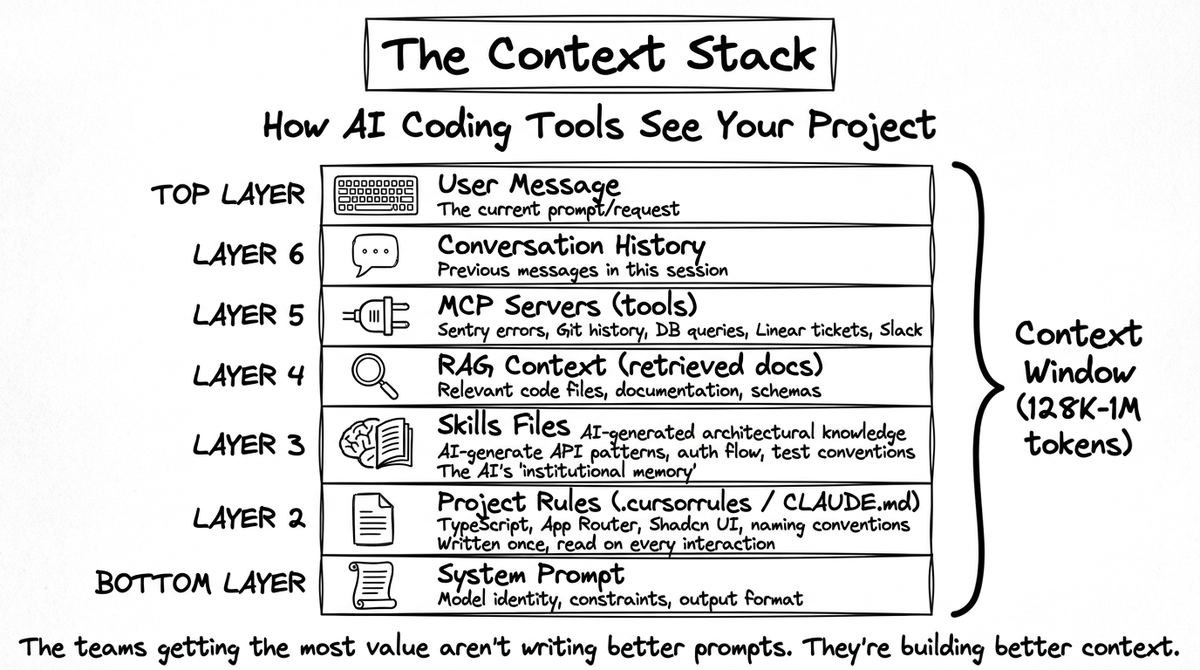 The Context Stack
How AI Coding Tools See Your Project
TOP LAYER
User Message
The current prompt/request
LAYER 6
Conversation History
Previous messages in this session
LAYER 5
MCP Servers (tools)
Sentry errors, Git history, DB queries, Linear tickets, Slack
LAYER 4
RAG Context (retrieved docs)
Relevant code files, documentation, schemas
LAYER 3
Skills Files AI-generated architectural knowledge
AI-generate API patterns, auth flow, test conventions
The AI's 'institutional memory'
LAYER 2
Project Rules (.cursorrules / CLAUDE.md)
TypeScript, App Router, Shadcn UI, naming conventions
Written once, read on every interaction
BOTTOM LAYER
System Prompt
Model identity, constraints, output format
Context
Window
(128K-1M
tokens)
The teams getting the most value aren't writing better prompts. They're building better context.